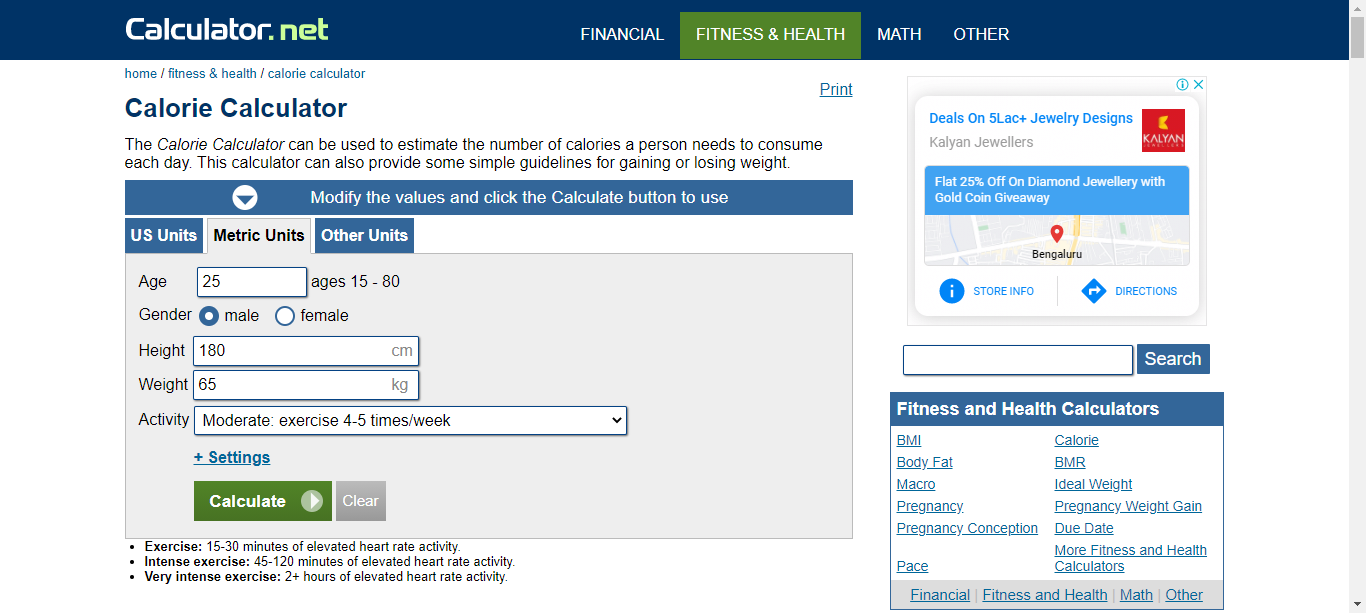 Calculator.net
FINANCIAL FITNESS & HEALTH MATH OTHER
home / fitness & health / calorie calculator
Print
Calorie Calculator
The Calorie Calculator can be used to estimate the number of calories a person needs to consume
each day. This calculator can also provide some simple guidelines for gaining or losing weight.
Modify the values and click the Calculate button to use
US Units Metric Units Other Units
Age 25 ages 15 - 80
Gender male female
Height 180 cm
Weight 65 kg
Activity Moderate: exercise 4-5 times/week
+ Settings
Calculate Clear
Exercise: 15-30 minutes of elevated heart rate activity.
Intense exercise: 45-120 minutes of elevated heart rate activity.
Very intense exercise: 2+ hours of elevated heart rate activity.
Deals On 5Lac+ Jewelry Designs
Kalyan Jewellers
KALYAN
JEWELLERS
Flat 25% Off On Diamond Jewellery with
Gold Coin Giveaway
Bengaluru
STORE INFO DIRECTIONS
Search
Fitness and Health Calculators
BMI Calorie
Body Fat BMR
Macro Ideal Weight
Pregnancy Pregnancy Weight Gain
Pregnancy Conception Due Date
Pace More Fitness and Health
Calculators
Financial | Fitness and Health | Math | Other